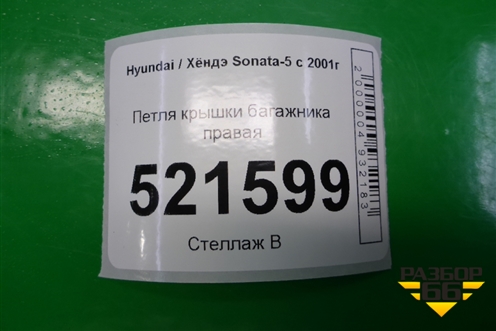 Hyundai / Хёндэ Sonata-5 с 2001г
Петля крышки багажника
правая
521599
Стеллаж В
2000004932183
РАЗБОР
66